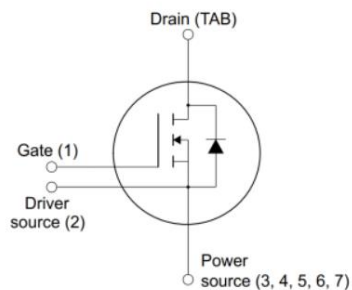 Drain (TAB)
Gate (1)
Driver
source (2)
Power
source (3, 4, 5, 6, 7)